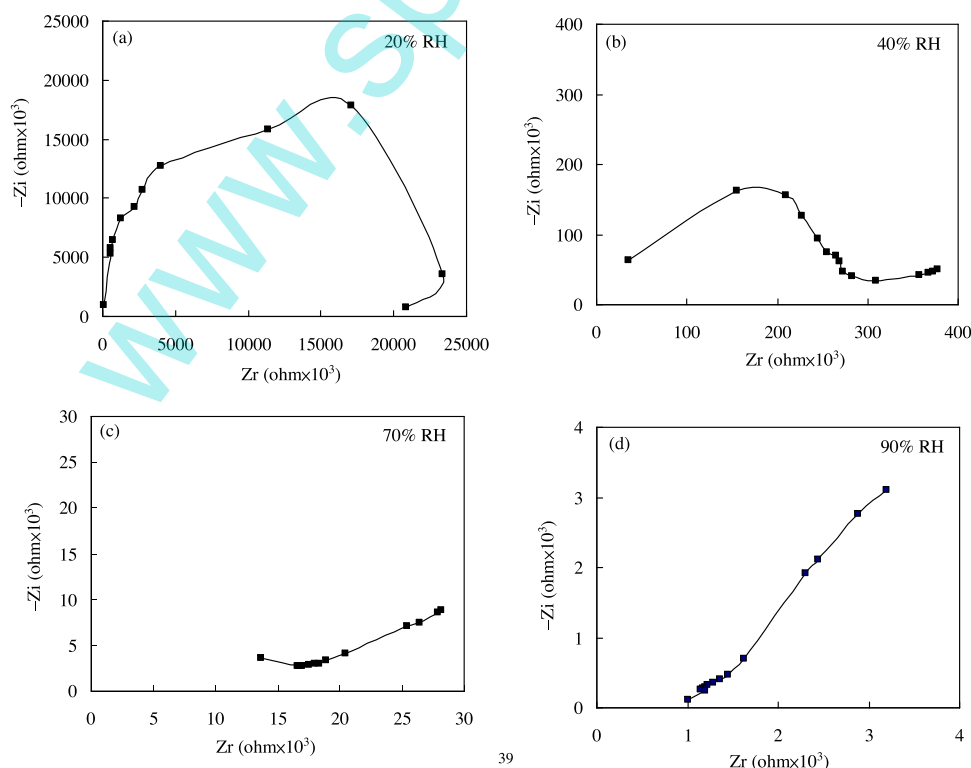 (a)
20% RH
25000
20000
15000
10000
5000
0
–Zi (ohm×10³)
0 5000 10000 15000 20000 25000
Zr (ohm×10³)
(b)
40% RH
400
300
200
100
0
–Zi (ohm×10³)
0 100 200 300 400
Zr (ohm×10³)
(c)
70% RH
30
25
20
15
10
5
0
–Zi (ohm×10³)
0 5 10 15 20 25 30
Zr (ohm×10³)
(d)
90% RH
4
3
2
1
0
–Zi (ohm×10³)
0 1 2 3 4
Zr (ohm×10³)
39
www.sp